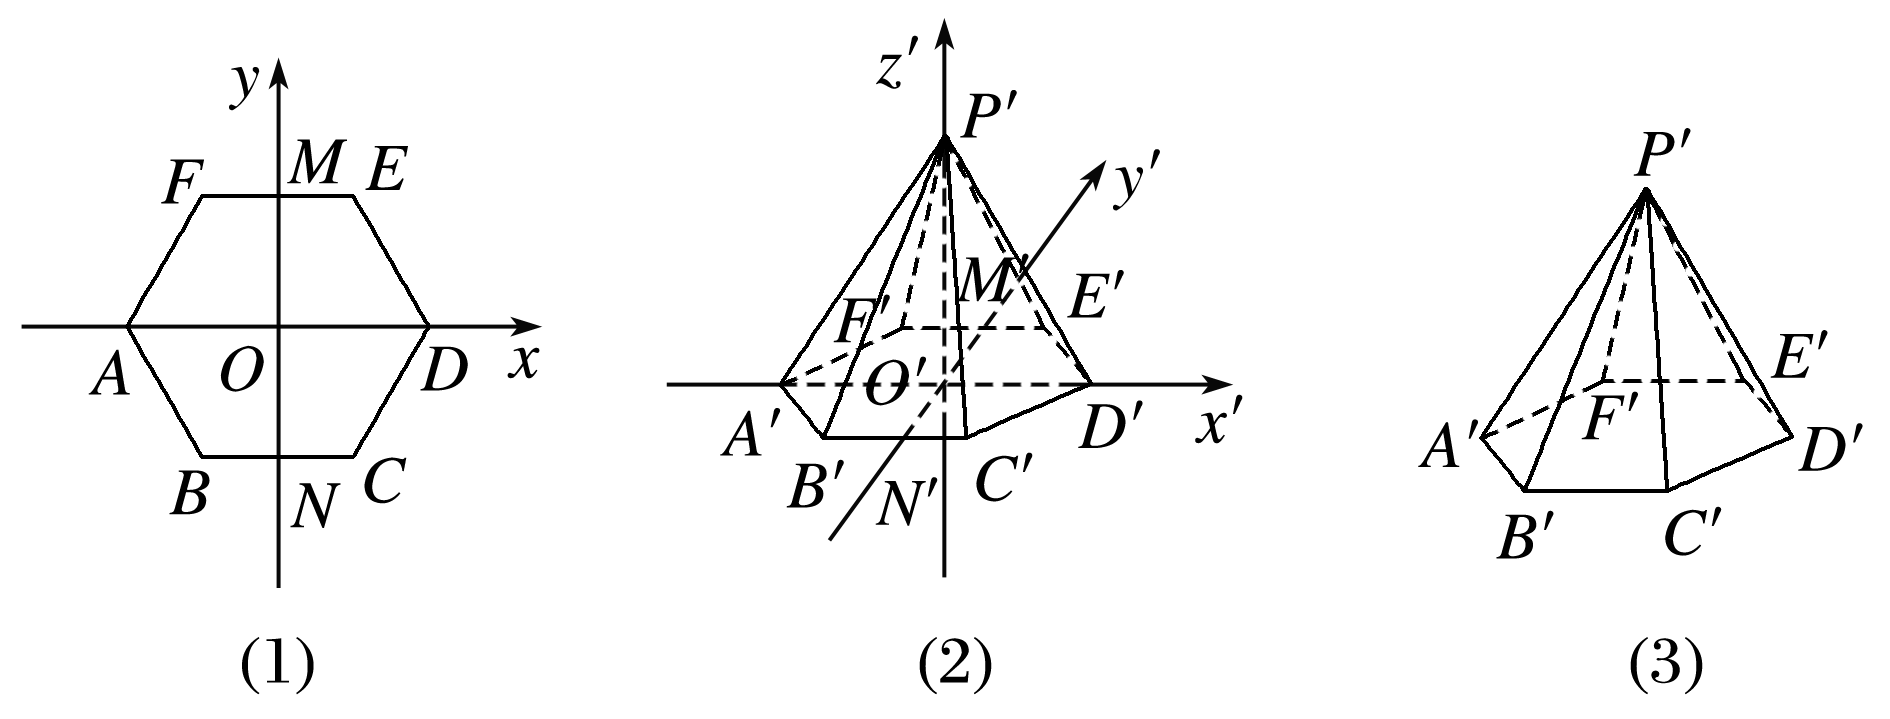 y
F M E
A O D x
B N C
(1)
z′
P′
y′
M′ E′
F′
O′
A′ D′ x′
B′ N′ C′
(2)
P′
E′
F′
A′ D′
B′ C′
(3)